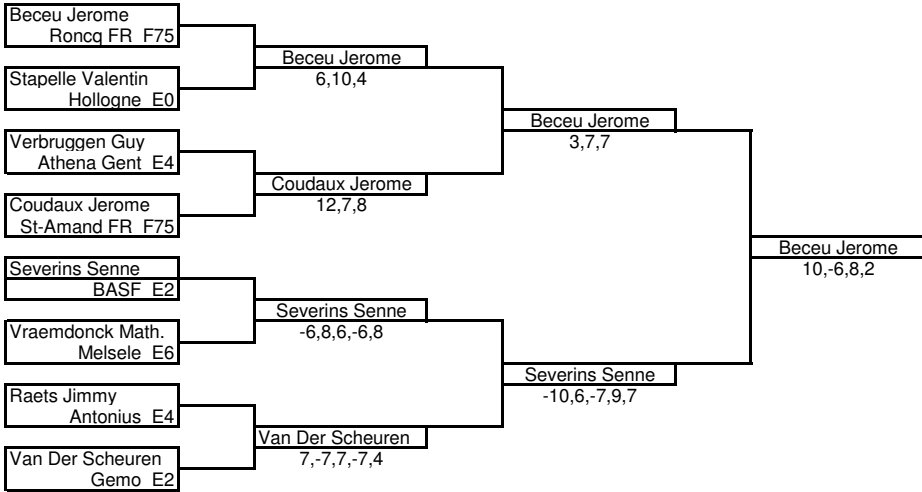 Beceu Jerome
Roncq FR F75
Stapelle Valentin
Hollogne E0
Verbruggen Guy
Athena Gent E4
Coudaux Jerome
St-Amand FR F75
Severins Senne
BASF E2
Vraemdonck Math.
Melsele E6
Raets Jimmy
Antonius E4
Van Der Scheuren
Gemo E2
Beceu Jerome
6,10,4
Coudaux Jerome
12,7,8
Severins Senne
-6,8,6,-6,8
Van Der Scheuren
7,-7,7,-7,4
Beceu Jerome
3,7,7
Severins Senne
-10,6,-7,9,7
Beceu Jerome
10,-6,8,2